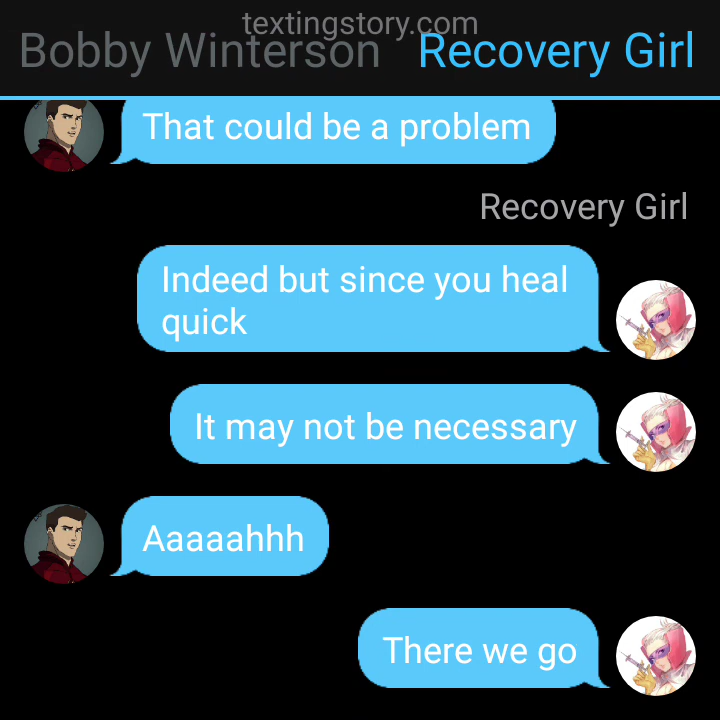 textingstory.com
Bobby Winterson Recovery Girl
That could be a problem
Recovery Girl
Indeed but since you heal
quick
It may not be necessary
Aaaaahhh
There we go